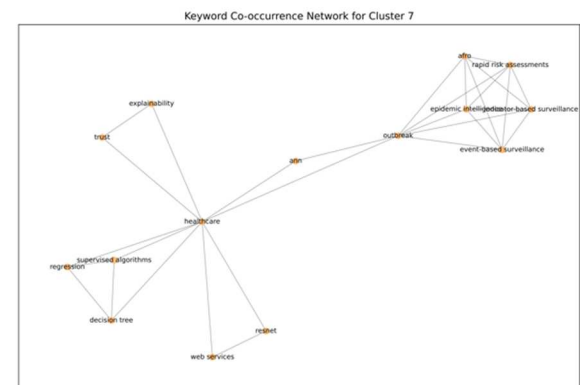 Keyword Co-occurrence Network for Cluster 7
afro
rapid risk assessments
explainability
epidemic intelligence
indicator-based surveillance
trust
outbreak
event-based surveillance
ann
healthcare
supervised algorithms
regression
decision tree
resnet
web services